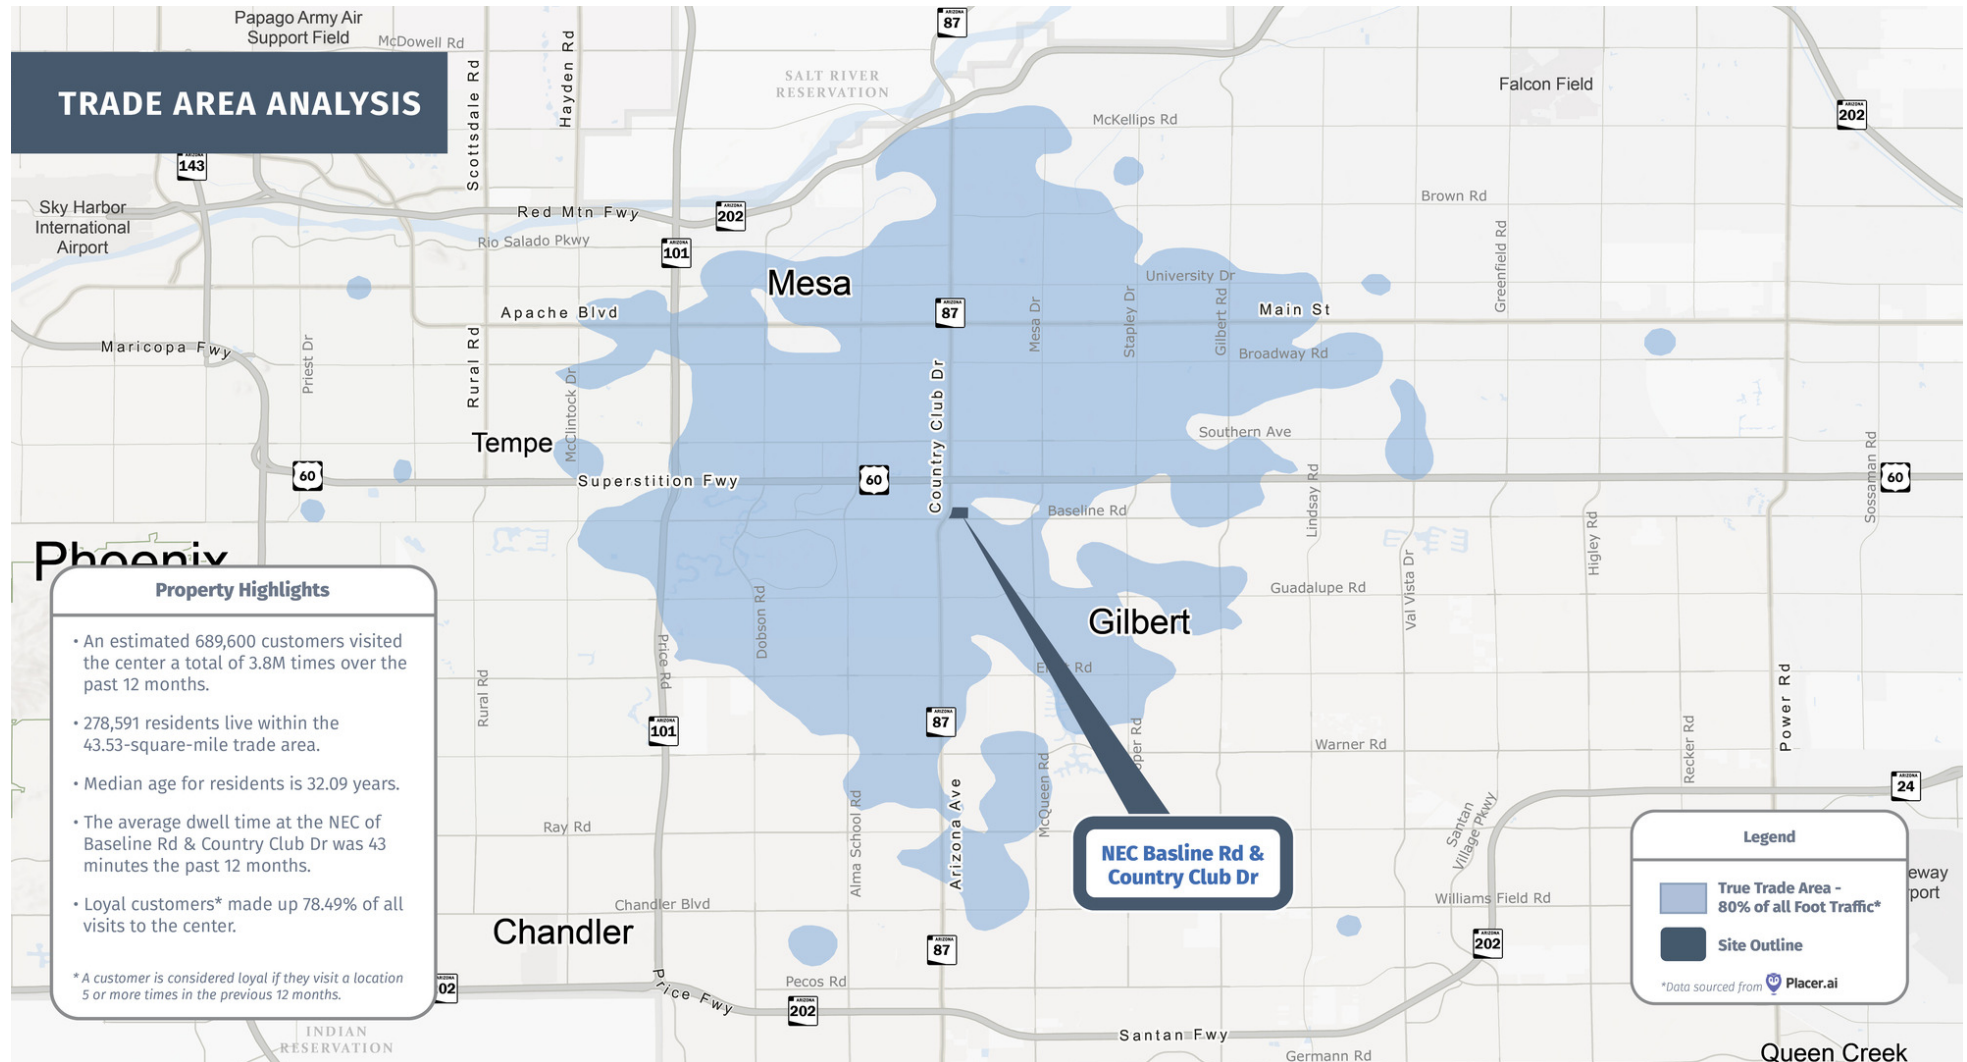 Papago Army Air
Support Field
McDowell Rd
Scottsdale Rd
Hayden Rd
ARIZONA
87
SALT RIVER
RESERVATION
Falcon Field
ARIZONA
202
TRADE AREA ANALYSIS
McKellips Rd
143
Sky Harbor
International
Airport
Red Mtn Fwy
ARIZONA
202
Rio Salado Pkwy
ARIZONA
101
Brown Rd
Greenfield Rd
Mesa
University Dr
Apache Blvd
ARIZONA
87
Mesa Dr
Stapley Dr
Gilbert Rd
Main St
Maricopa Fwy
Priest Dr
Rural Rd
Broadway Rd
McClintock Dr
Country Club Dr
Tempe
Southern Ave
60
Superstition Fwy
60
Lindsay Rd
Sossaman Rd
60
Baseline Rd
Phoenix
Higley Rd
Val Vista Dr
Guadalupe Rd
Dobson Rd
Gilbert
Price Rd
Rural Rd
Rd
ARIZONA
101
ARIZONA
87
Warner Rd
Recker Rd
Power Rd
ARIZONA
24
McQueen Rd
Alma School Rd
Arizona Ave
Ray Rd
Santan
Village Pkwy
Chandler Blvd
Williams Field Rd
Chandler
ARIZONA
87
ARIZONA
202
Pecos Rd
Price Fwy
ARIZONA
202
02
Santan Fwy
INDIAN
RESERVATION
Germann Rd
Queen Creek
Property Highlights
• An estimated 689,600 customers visited
the center a total of 3.8M times over the
past 12 months.
• 278,591 residents live within the
43.53-square-mile trade area.
• Median age for residents is 32.09 years.
• The average dwell time at the NEC of
Baseline Rd & Country Club Dr was 43
minutes the past 12 months.
• Loyal customers* made up 78.49% of all
visits to the center.
* A customer is considered loyal if they visit a location
5 or more times in the previous 12 months.
NEC Basline Rd &
Country Club Dr
Legend
True Trade Area -
80% of all Foot Traffic*
Site Outline
*Data sourced from Placer.ai